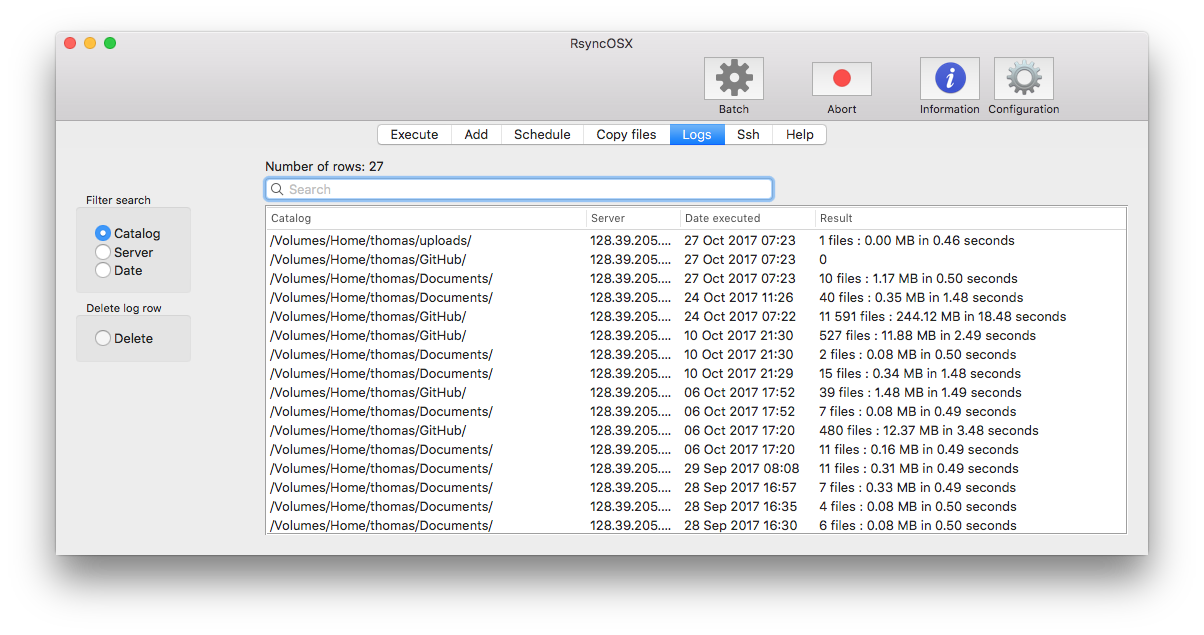 RsyncOSX
Batch
Abort
Information
Configuration
Execute Add Schedule Copy files Logs Ssh Help
Number of rows: 27
Search
Filter search
Catalog
Server
Date
Delete log row
Delete
Catalog Server Date executed Result
/Volumes/Home/thomas/uploads/ 128.39.205.... 27 Oct 2017 07:23 1 files : 0.00 MB in 0.46 seconds
/Volumes/Home/thomas/GitHub/ 128.39.205.... 27 Oct 2017 07:23 0
/Volumes/Home/thomas/Documents/ 128.39.205.... 27 Oct 2017 07:23 10 files : 1.17 MB in 0.50 seconds
/Volumes/Home/thomas/Documents/ 128.39.205.... 24 Oct 2017 11:26 40 files : 0.35 MB in 1.48 seconds
/Volumes/Home/thomas/GitHub/ 128.39.205.... 24 Oct 2017 07:22 11 591 files : 244.12 MB in 18.48 seconds
/Volumes/Home/thomas/GitHub/ 128.39.205.... 10 Oct 2017 21:30 527 files : 11.88 MB in 2.49 seconds
/Volumes/Home/thomas/Documents/ 128.39.205.... 10 Oct 2017 21:30 2 files : 0.08 MB in 0.50 seconds
/Volumes/Home/thomas/Documents/ 128.39.205.... 10 Oct 2017 21:29 15 files : 0.34 MB in 1.48 seconds
/Volumes/Home/thomas/GitHub/ 128.39.205.... 06 Oct 2017 17:52 39 files : 1.48 MB in 1.49 seconds
/Volumes/Home/thomas/Documents/ 128.39.205.... 06 Oct 2017 17:52 7 files : 0.08 MB in 0.49 seconds
/Volumes/Home/thomas/GitHub/ 128.39.205.... 06 Oct 2017 17:20 480 files : 12.37 MB in 3.48 seconds
/Volumes/Home/thomas/Documents/ 128.39.205.... 06 Oct 2017 17:20 11 files : 0.16 MB in 0.49 seconds
/Volumes/Home/thomas/Documents/ 128.39.205.... 29 Sep 2017 08:08 11 files : 0.31 MB in 0.49 seconds
/Volumes/Home/thomas/Documents/ 128.39.205.... 28 Sep 2017 16:57 7 files : 0.33 MB in 0.49 seconds
/Volumes/Home/thomas/Documents/ 128.39.205.... 28 Sep 2017 16:35 4 files : 0.08 MB in 0.50 seconds
/Volumes/Home/thomas/Documents/ 128.39.205.... 28 Sep 2017 16:30 6 files : 0.08 MB in 0.50 seconds